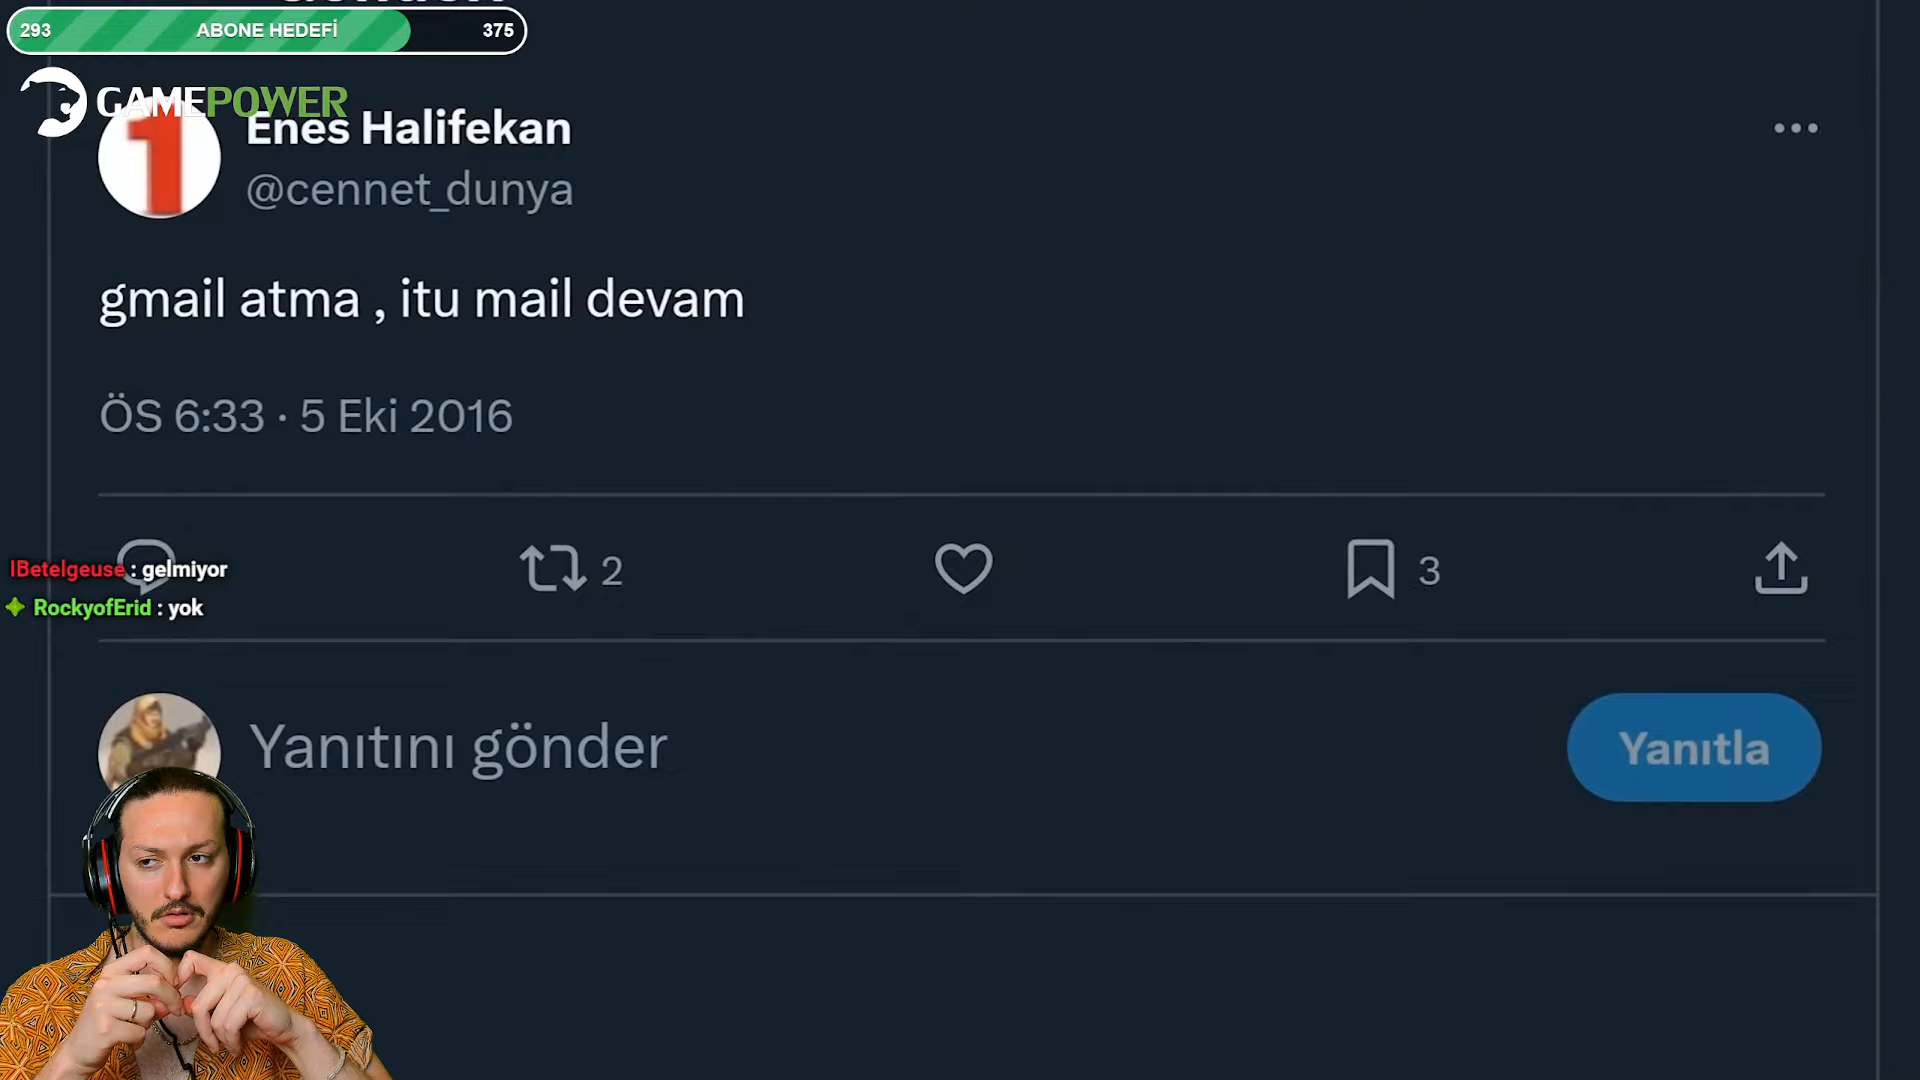 293 ABONE HEDEFİ 375
GAMEPOWER
1
Enes Halifekan
@cennet_dunya
gmail atma , itu mail devam
ÖS 6:33 · 5 Eki 2016
2 3
IBetelgeuse : gelmiyor
RockyofErid : yok
Yanıtını gönder
Yanıtla